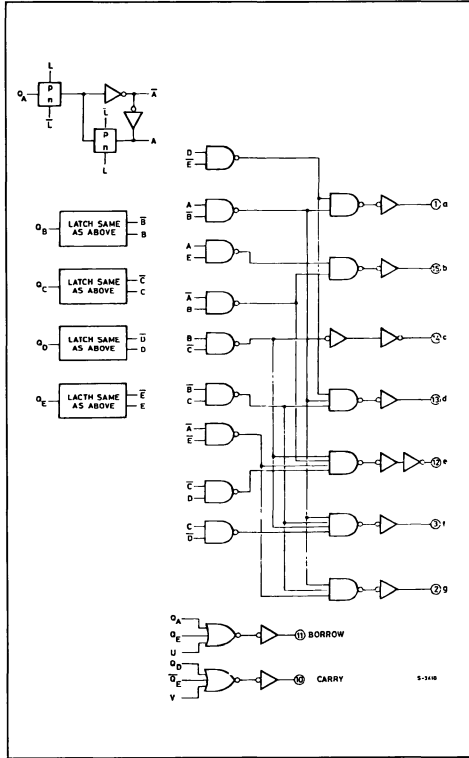 L
Q_A
p
n
L̅
A̅
L̅
p
n
A
L
Q_B
LATCH SAME
AS ABOVE
B̅
B
Q_C
LATCH SAME
AS ABOVE
C̅
C
Q_D
LATCH SAME
AS ABOVE
D̅
D
Q_E
LACTH SAME
AS ABOVE
E̅
E
D
E̅
A
B̅
A
E
A̅
B
B
C̅
B̅
C
A̅
E̅
C̅
D
C
D̅
1 a
15 b
14 c
13 d
12 e
3 f
2 g
Q_A
Q_E
U
11 BORROW
Q_D
Q̅_E
V
10 CARRY
S-3610